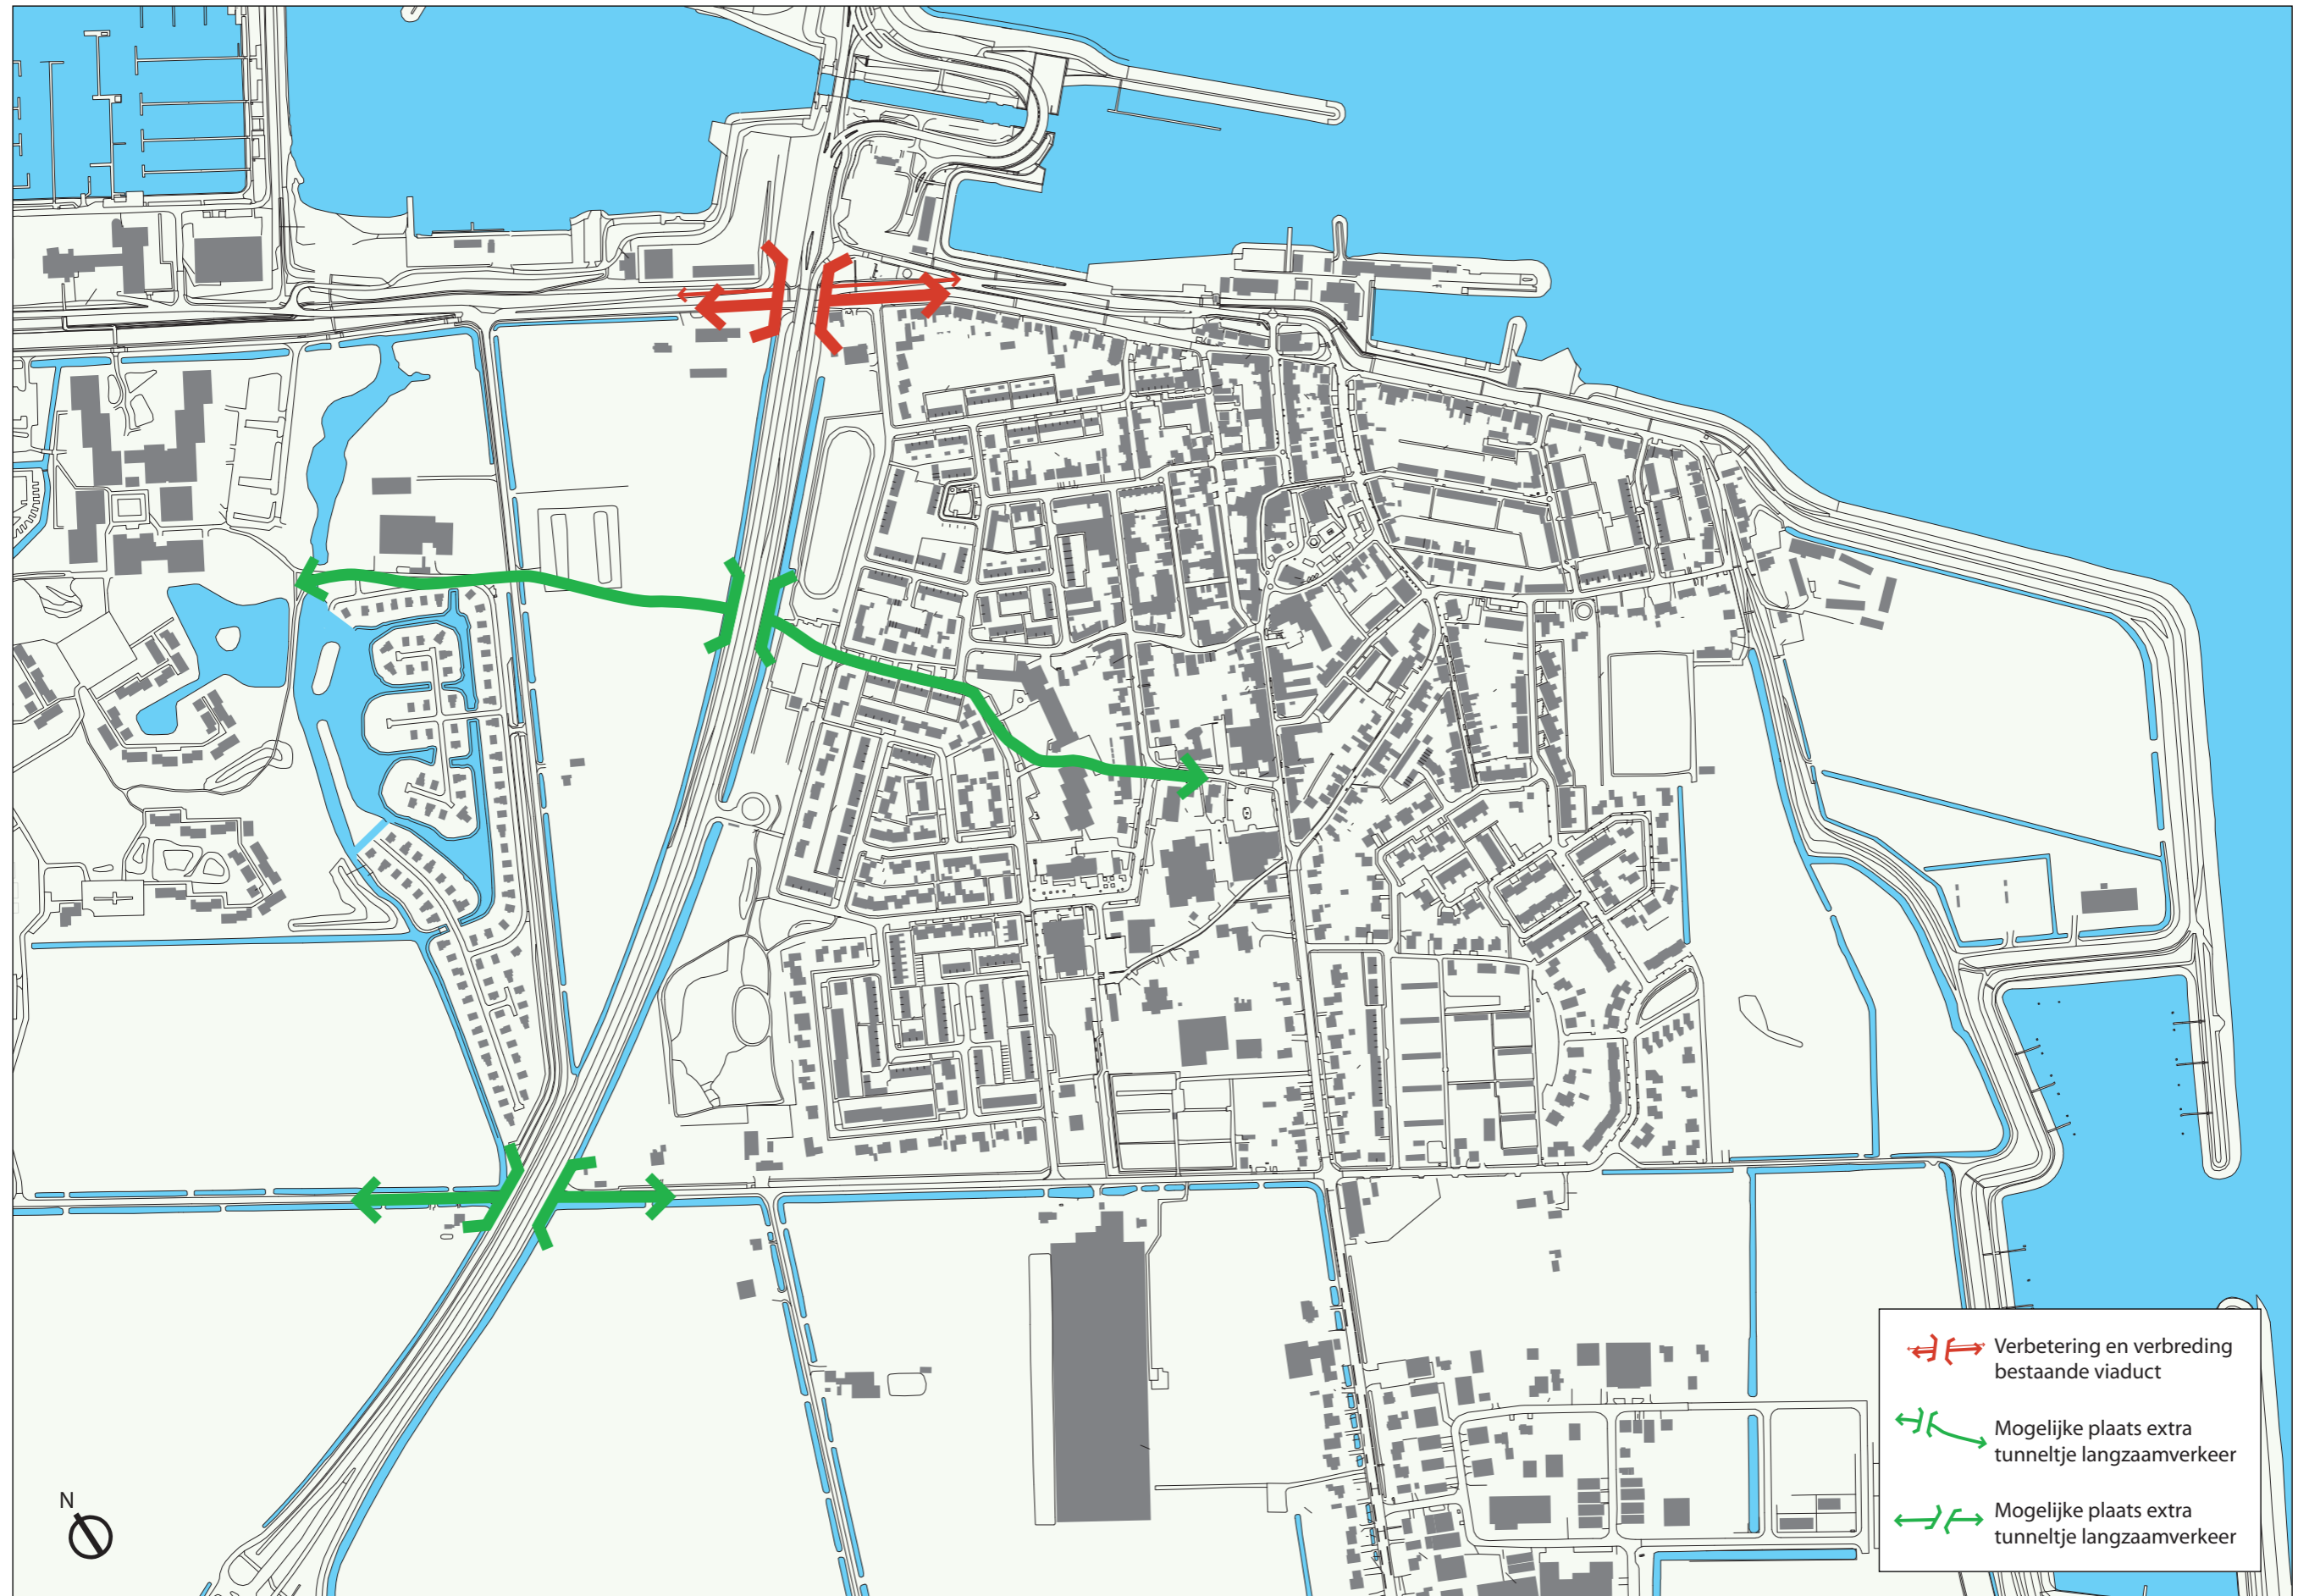 N
Verbetering en verbreding
bestaande viaduct
Mogelijke plaats extra
tunneltje langzaamverkeer
Mogelijke plaats extra
tunneltje langzaamverkeer